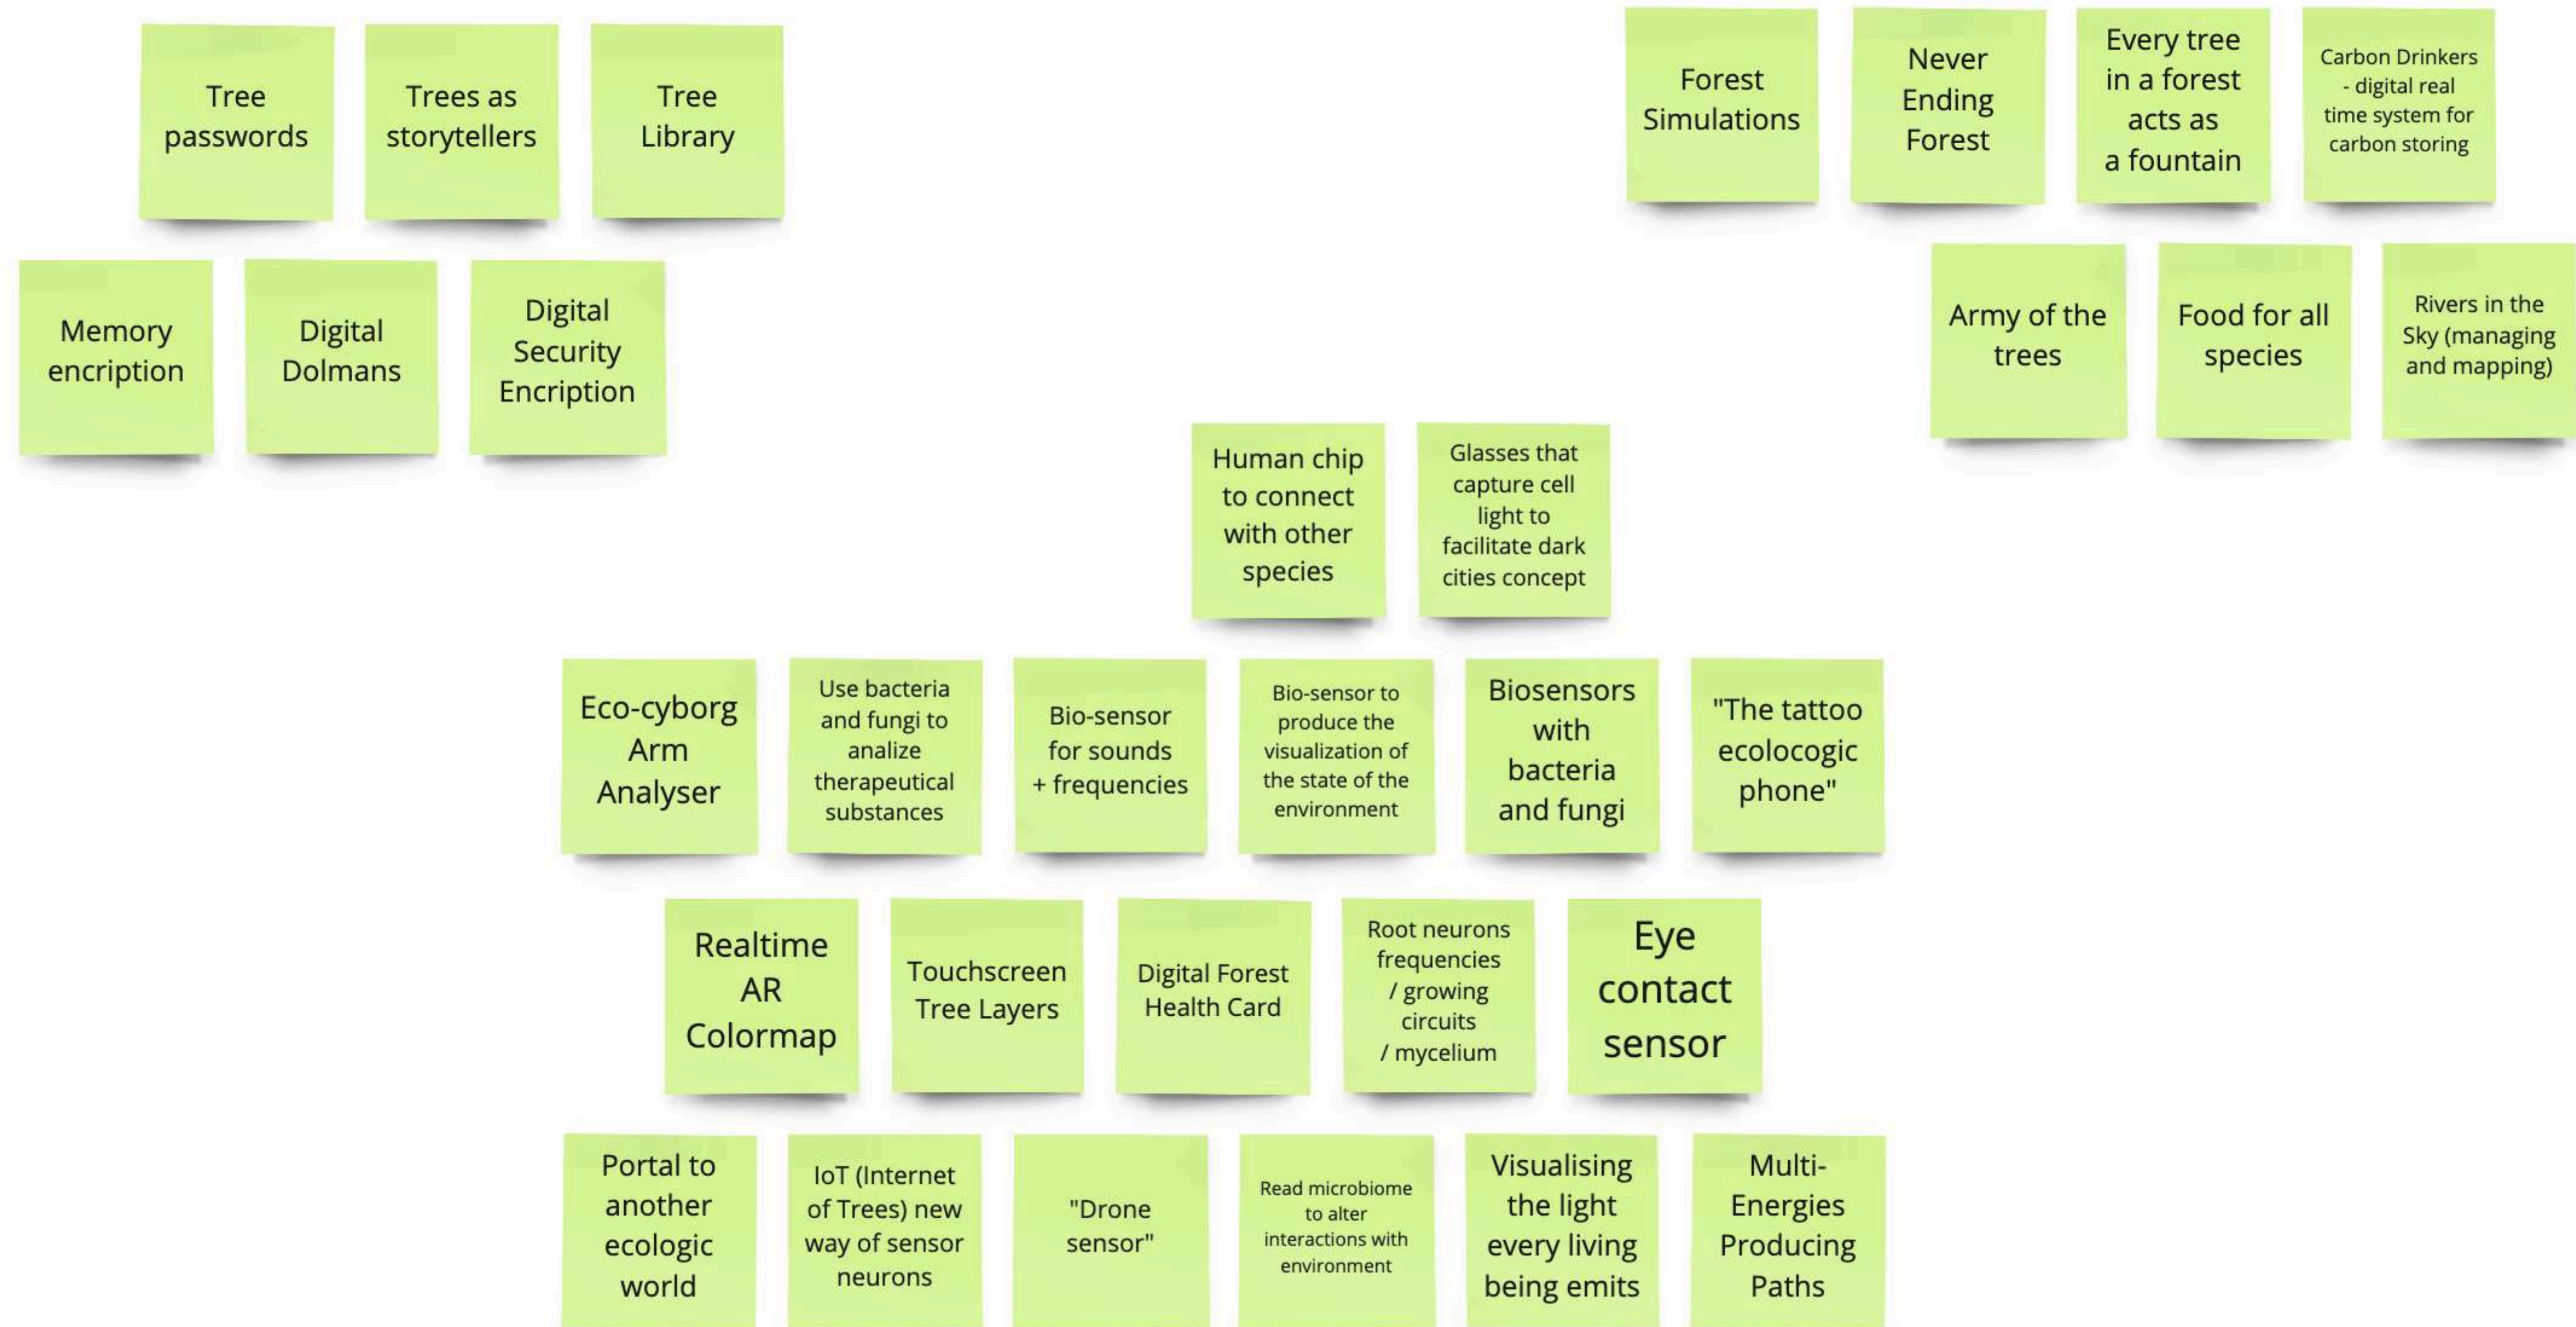 Tree
passwords
Trees as
storytellers
Tree
Library
Memory
encription
Digital
Dolmans
Digital
Security
Encription
Forest
Simulations
Never
Ending
Forest
Every tree
in a forest
acts as
a fountain
Carbon Drinkers
- digital real
time system for
carbon storing
Army of the
trees
Food for all
species
Rivers in the
Sky (managing
and mapping)
Human chip
to connect
with other
species
Glasses that
capture cell
light to
facilitate dark
cities concept
Eco-cyborg
Arm
Analyser
Use bacteria
and fungi to
analize
therapeutical
substances
Bio-sensor
for sounds
+ frequencies
Bio-sensor to
produce the
visualization of
the state of the
environment
Biosensors
with
bacteria
and fungi
"The tattoo
ecolocogic
phone"
Realtime
AR
Colormap
Touchscreen
Tree Layers
Digital Forest
Health Card
Root neurons
frequencies
/ growing
circuits
/ mycelium
Eye
contact
sensor
Portal to
another
ecologic
world
IoT (Internet
of Trees) new
way of sensor
neurons
"Drone
sensor"
Read microbiome
to alter
interactions with
environment
Visualising
the light
every living
being emits
Multi-
Energies
Producing
Paths